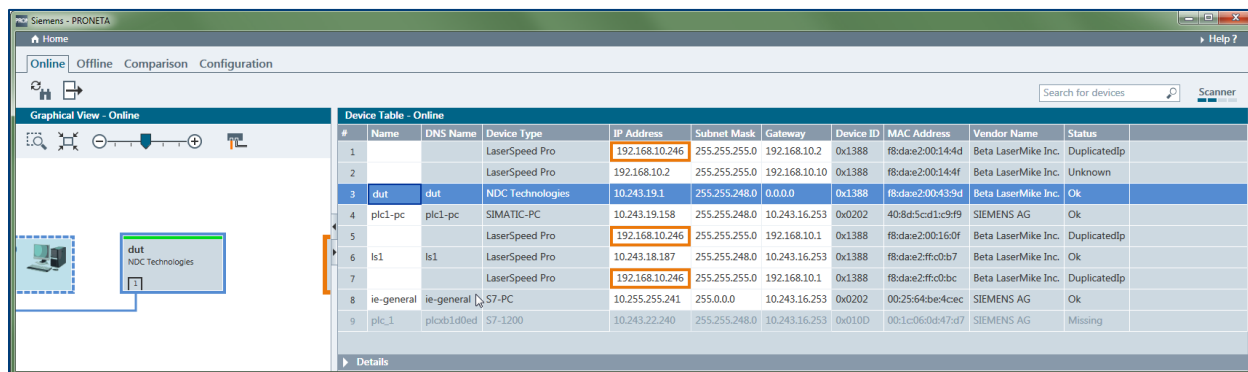 PROF Siemens - PRONETA
Home Help ?
Online Offline Comparison Configuration
Search for devices Scanner
Graphical View - Online
Device Table - Online
# Name DNS Name Device Type IP Address Subnet Mask Gateway Device ID MAC Address Vendor Name Status
1 LaserSpeed Pro 192.168.10.246 255.255.255.0 192.168.10.2 0x1388 f8:da:e2:00:14:4d Beta LaserMike Inc. DuplicatedIp
2 LaserSpeed Pro 192.168.10.2 255.255.255.0 192.168.10.10 0x1388 f8:da:e2:00:14:4f Beta LaserMike Inc. Unknown
3 dut dut NDC Technologies 10.243.19.1 255.255.248.0 0.0.0.0 0x1388 f8:da:e2:00:43:9d Beta LaserMike Inc. Ok
4 plc1-pc plc1-pc SIMATIC-PC 10.243.19.158 255.255.248.0 10.243.16.253 0x0202 40:8d:5c:d1:c9:f9 SIEMENS AG Ok
5 LaserSpeed Pro 192.168.10.246 255.255.255.0 192.168.10.1 0x1388 f8:da:e2:00:16:0f Beta LaserMike Inc. DuplicatedIp
6 ls1 ls1 LaserSpeed Pro 10.243.18.187 255.255.248.0 10.243.16.253 0x1388 f8:da:e2:ff:c0:b7 Beta LaserMike Inc. Ok
7 LaserSpeed Pro 192.168.10.246 255.255.255.0 192.168.10.1 0x1388 f8:da:e2:ff:c0:bc Beta LaserMike Inc. DuplicatedIp
8 ie-general ie-general S7-PC 10.255.255.241 255.0.0.0 10.243.16.253 0x0202 00:25:64:be:4c:ec SIEMENS AG Ok
9 plc_1 plcxb1d0ed S7-1200 10.243.22.240 255.255.248.0 10.243.16.253 0x010D 00:1c:06:0d:47:d7 SIEMENS AG Missing
dut
NDC Technologies
1
Details